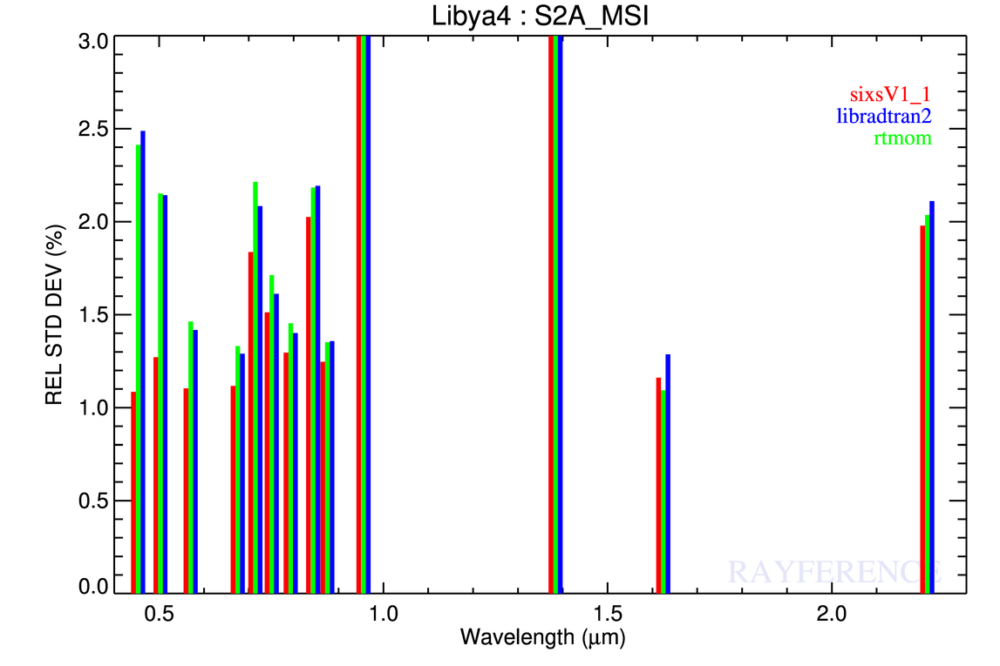 Libya4 : S2A_MSI
3.0
2.5
2.0
1.5
1.0
0.5
0.0
REL STD DEV (%)
sixsV1_1
libradtran2
rtmom
RAYFERENCE
0.5 1.0 1.5 2.0
Wavelength (μm)